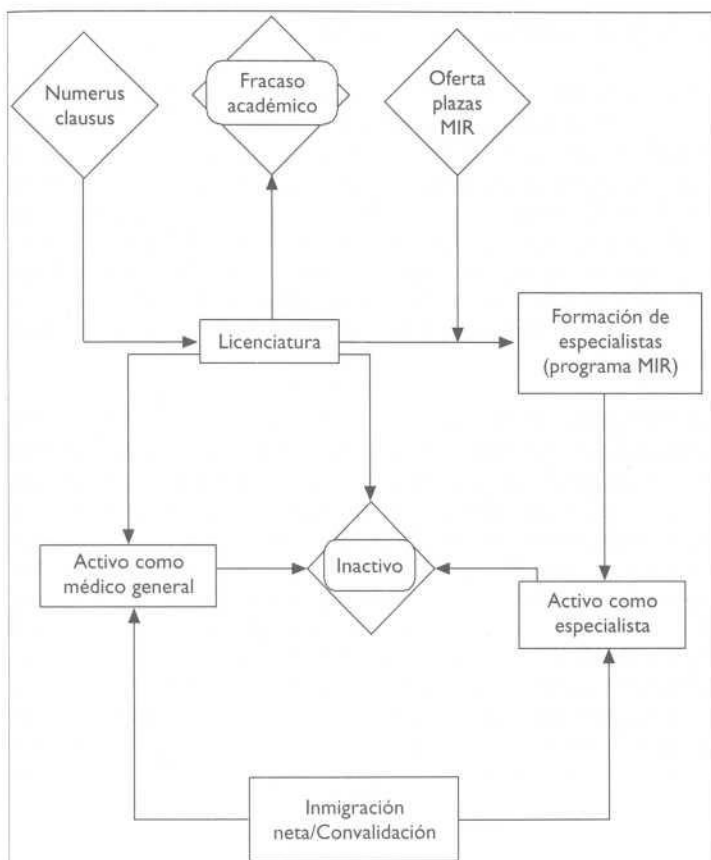 Numerus
clausus
Fracaso
académico
Oferta
plazas
MIR
Licenciatura
Formación de
especialistas
(programa MIR)
Activo como
médico general
Inactivo
Activo como
especialista
Inmigración
neta/Convalidación